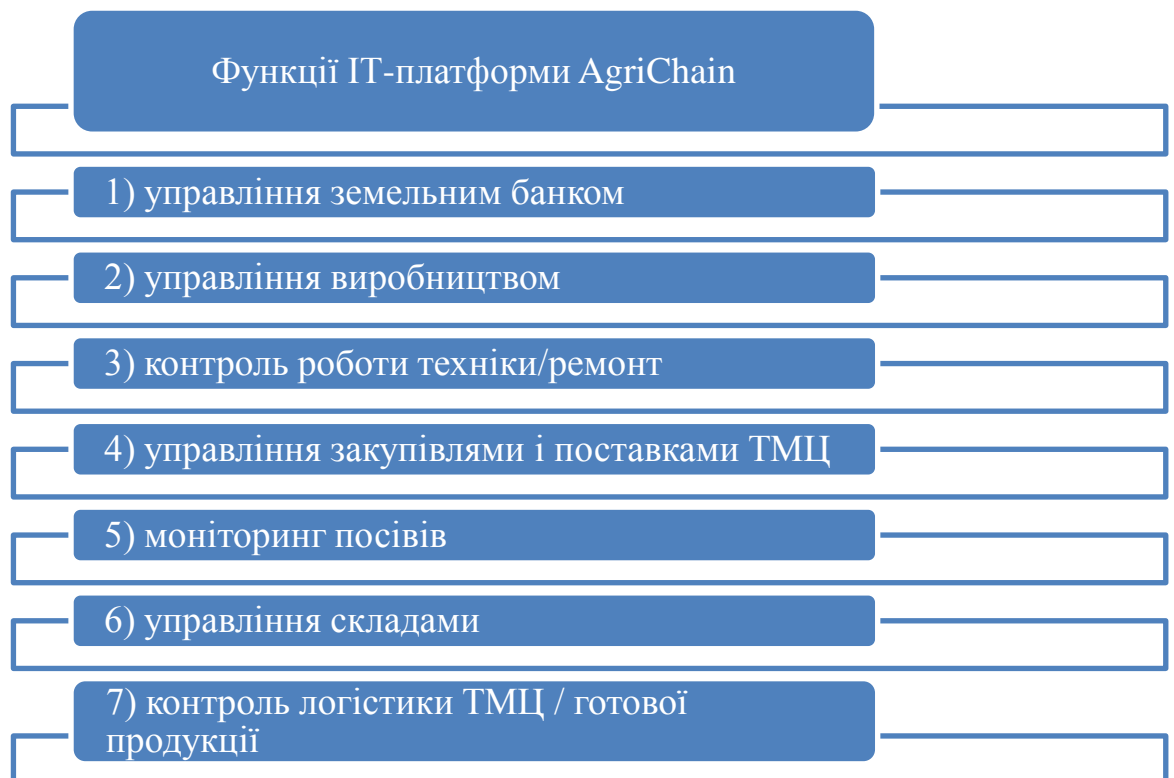 Функції IT-платформи AgriChain
1) управління земельним банком
2) управління виробництвом
3) контроль роботи техніки/ремонт
4) управління закупівлями і поставками ТМЦ
5) моніторинг посівів
6) управління складами
7) контроль логістики ТМЦ / готової
продукції